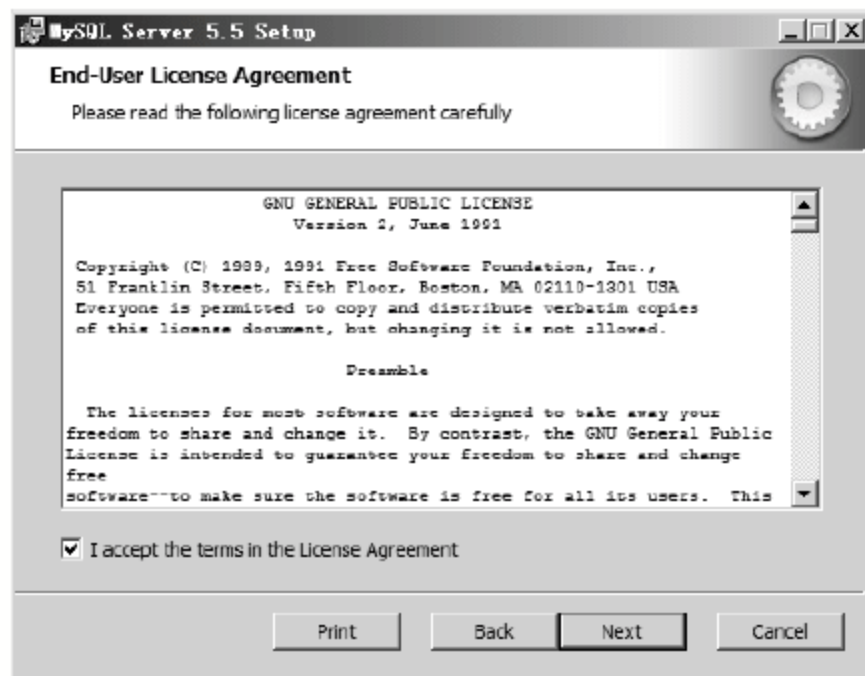 MySQL Server 5.5 Setup
End-User License Agreement
Please read the following license agreement carefully
GNU GENERAL PUBLIC LICENSE
Version 2, June 1991
Copyright (C) 1989, 1991 Free Software Foundation, Inc.,
51 Franklin Street, Fifth Floor, Boston, MA 02110-1301 USA
Everyone is permitted to copy and distribute verbatim copies
of this license document, but changing it is not allowed.
Preamble
The licenses for most software are designed to take away your
freedom to share and change it. By contrast, the GNU General Public
License is intended to guarantee your freedom to share and change
free
software--to make sure the software is free for all its users. This
I accept the terms in the License Agreement
Print
Back
Next
Cancel